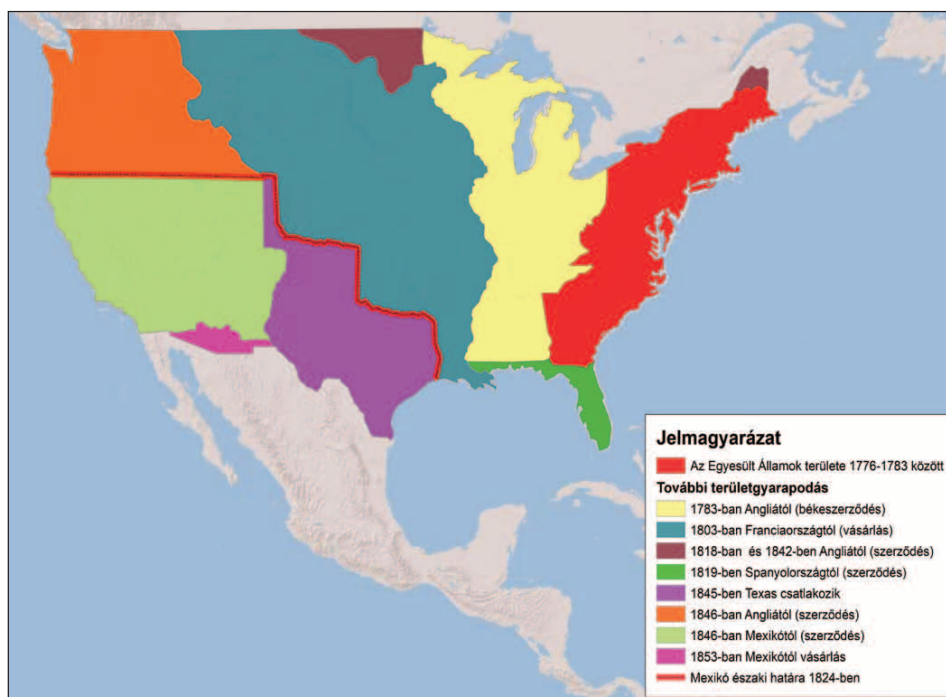 Jelmagyarázat
Az Egyesült Államok területe 1776-1783 között
További területgyarapodás
1783-ban Angliától (békeszerződés)
1803-ban Franciaországtól (vásárlás)
1818-ban és 1842-ben Angliától (szerződés)
1819-ben Spanyolországtól (szerződés)
1845-ben Texas csatlakozik
1846-ban Angliától (szerződés)
1846-ban Mexikótól (szerződés)
1853-ban Mexikótól vásárlás
Mexikó északi határa 1824-ben